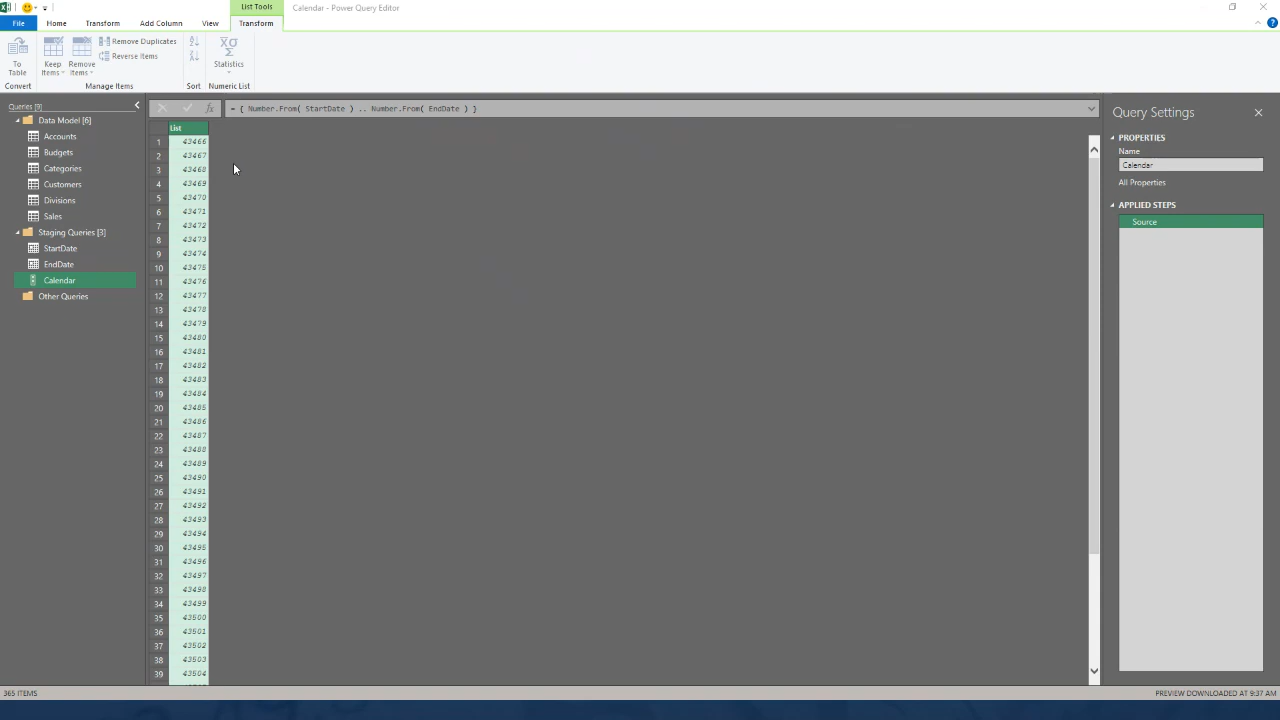 List Tools
Calendar - Power Query Editor
File Home Transform Add Column View Transform
To Table
Keep Items
Remove Items
Remove Duplicates
Reverse Items
Statistics
Convert Manage Items Sort Numeric List
Queries [9]
Data Model [6]
Accounts
Budgets
Categories
Customers
Divisions
Sales
Staging Queries [3]
StartDate
EndDate
Calendar
Other Queries
fx = { Number.From( StartDate ) .. Number.From( EndDate ) }
List
1 43466
2 43467
3 43468
4 43469
5 43470
6 43471
7 43472
8 43473
9 43474
10 43475
11 43476
12 43477
13 43478
14 43479
15 43480
16 43481
17 43482
18 43483
19 43484
20 43485
21 43486
22 43487
23 43488
24 43489
25 43490
26 43491
27 43492
28 43493
29 43494
30 43495
31 43496
32 43497
33 43498
34 43499
35 43500
36 43501
37 43502
38 43503
39 43504
Query Settings
PROPERTIES
Name
Calendar
All Properties
APPLIED STEPS
Source
365 ITEMS
PREVIEW DOWNLOADED AT 9:37 AM